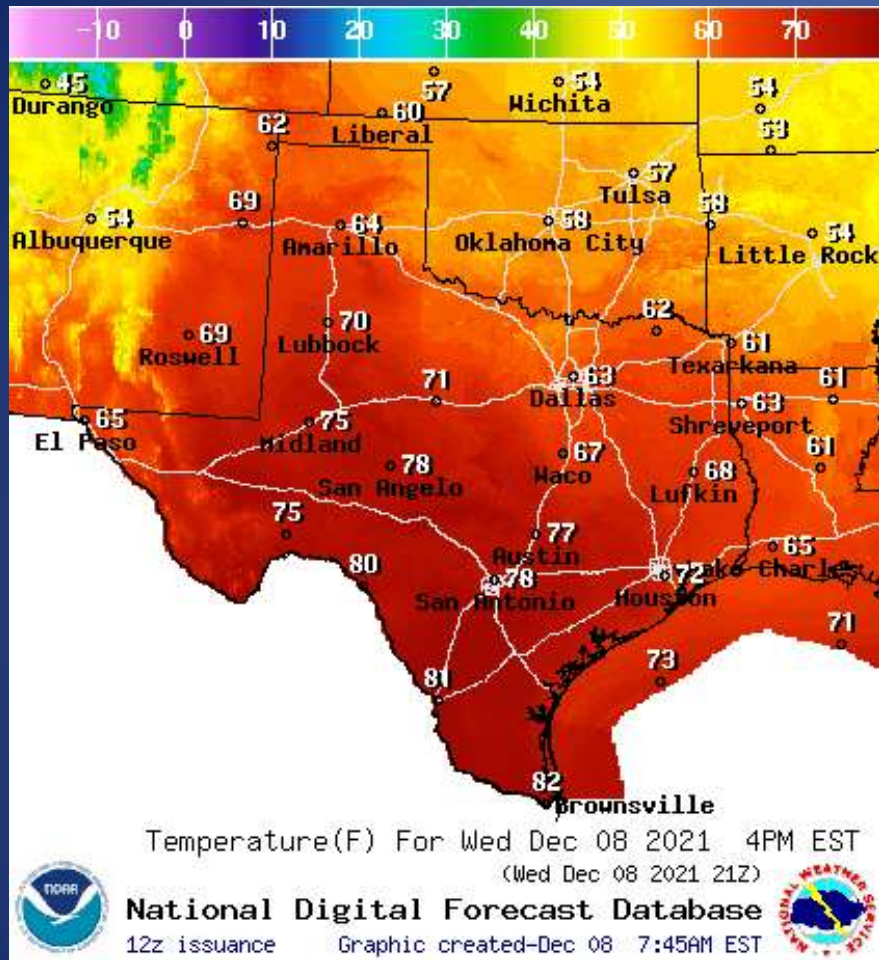 -10 0 10 20 30 40 50 60 70
45 57 54 54
Durango Wichita
60
Liberal
62 53
57
Tulsa
54 69 64 58 58 54
Albuquerque Amarillo Oklahoma City Little Rock
69 70 62
Roswell Lubbock 61
Texarkana
71 63 63 61
Dallas
65 75 Shreveport
El Paso Midland
78 67 68 61
San Angelo Waco Lufkin
75 77 65
Austin
80 78 72 Lake Charles
San Antonio Houston
71
81 73
82
Brownsville
Temperature(F) For Wed Dec 08 2021 4PM EST
(Wed Dec 08 2021 21Z)
NOAA
NATIONAL WEATHER SERVICE
National Digital Forecast Database
12z issuance Graphic created-Dec 08 7:45AM EST